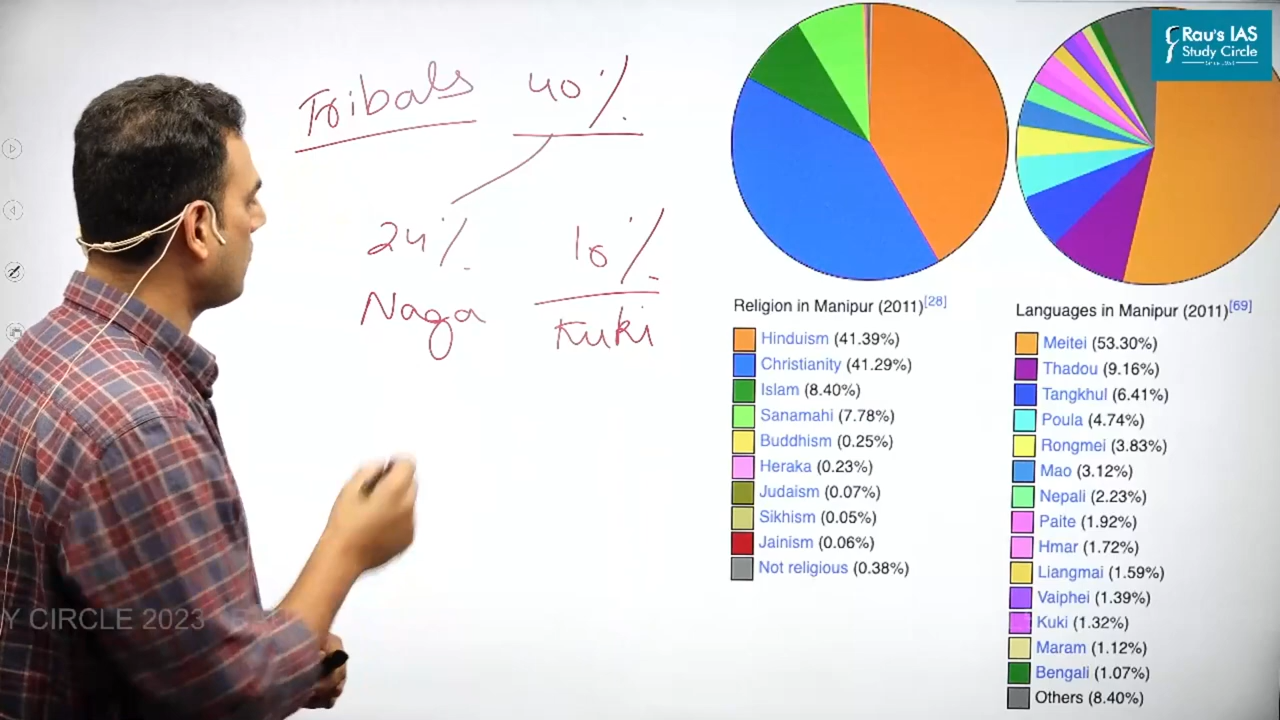 Tribals 40%
24% 16%
Naga Kuki
Religion in Manipur (2011)[28]
Hinduism (41.39%)
Christianity (41.29%)
Islam (8.40%)
Sanamahi (7.78%)
Buddhism (0.25%)
Heraka (0.23%)
Judaism (0.07%)
Sikhism (0.05%)
Jainism (0.06%)
Not religious (0.38%)
Languages in Manipur (2011)[69]
Meitei (53.30%)
Thadou (9.16%)
Tangkhul (6.41%)
Poula (4.74%)
Rongmei (3.83%)
Mao (3.12%)
Nepali (2.23%)
Paite (1.92%)
Hmar (1.72%)
Liangmai (1.59%)
Vaiphei (1.39%)
Kuki (1.32%)
Maram (1.12%)
Bengali (1.07%)
Others (8.40%)
Rau's IAS
Study Circle
Y CIRCLE 2023